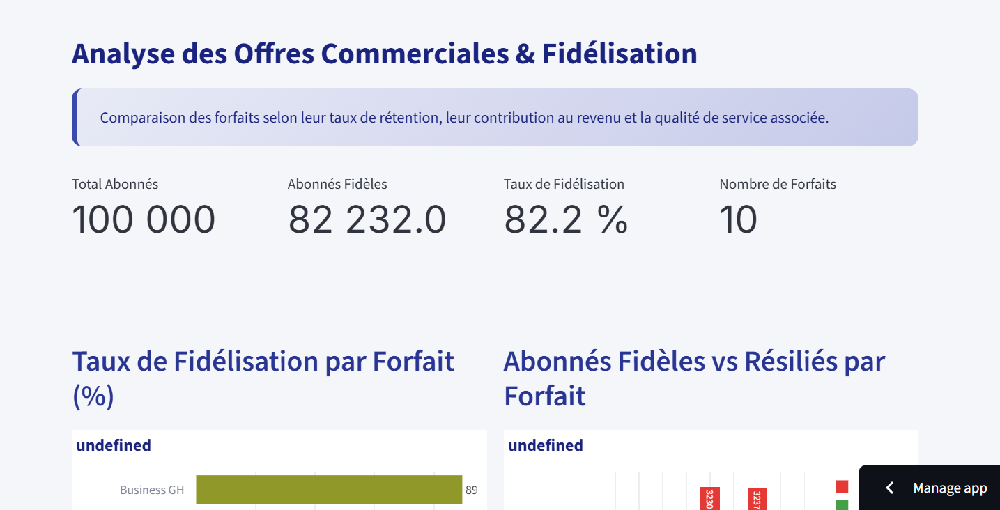 Analyse des Offres Commerciales & Fidélisation
Comparaison des forfaits selon leur taux de rétention, leur contribution au revenu et la qualité de service associée.
Total Abonnés
100 000
Abonnés Fidèles
82 232.0
Taux de Fidélisation
82.2 %
Nombre de Forfaits
10
Taux de Fidélisation par Forfait
(%)
undefined
Business GH
89
Abonnés Fidèles vs Résiliés par
Forfait
undefined
3230
3237
Manage app